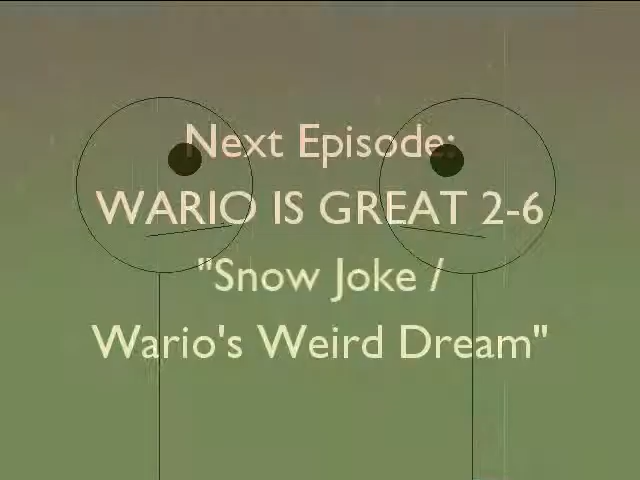 Next Episode:
WARIO IS GREAT 2-6
"Snow Joke /
Wario's Weird Dream"